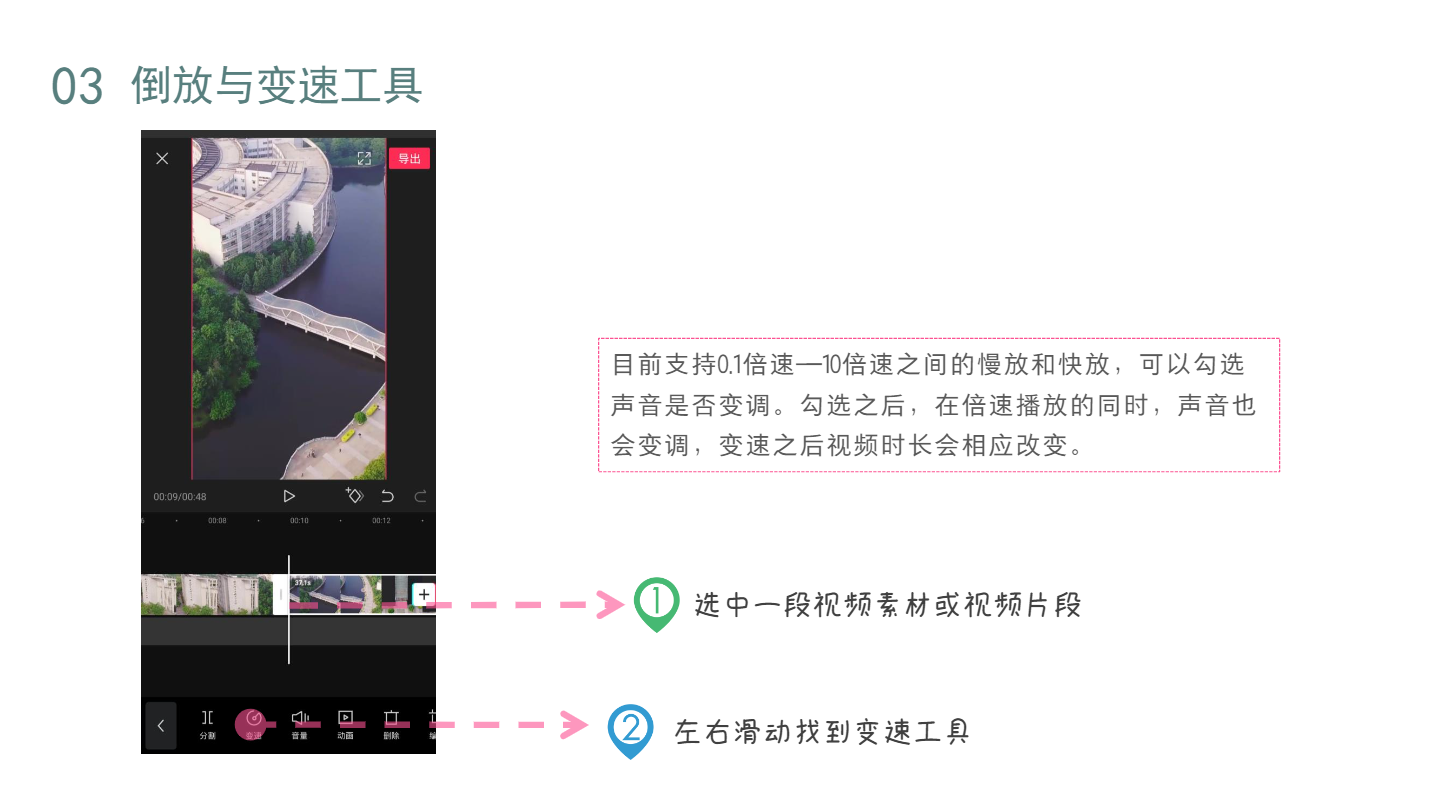 03 倒放与变速工具
导出
00:09/00:48
00:08
00:10
00:12
37.1s
分割
变速
音量
动画
删除
目前支持0.1倍速—10倍速之间的慢放和快放，可以勾选
声音是否变调。勾选之后，在倍速播放的同时，声音也
会变调，变速之后视频时长会相应改变。
1 选中一段视频素材或视频片段
2 左右滑动找到变速工具